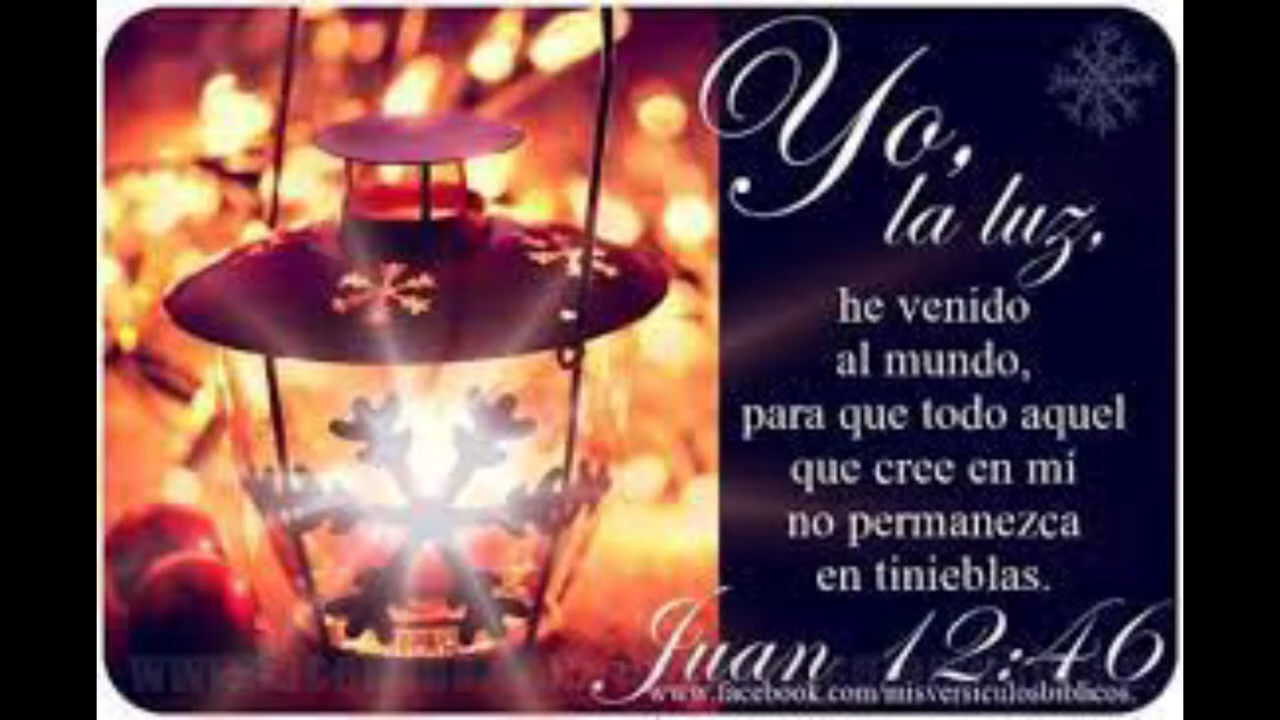 Yo,
la luz,
he venido
al mundo,
para que todo aquel
que cree en mí
no permanezca
en tinieblas.
Juan 12:46
www.facebook.com/misversiculosbiblicos.